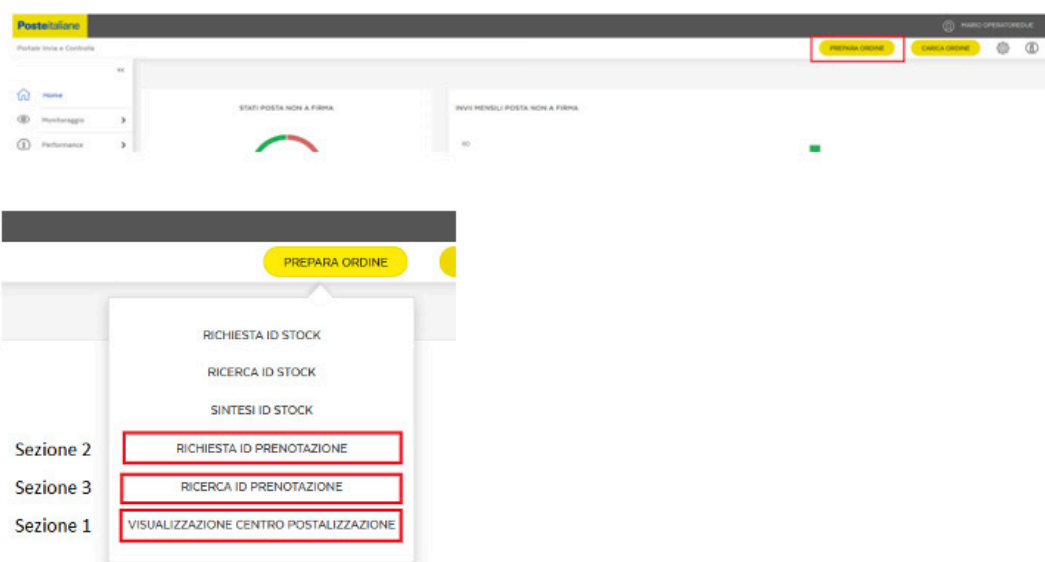 Posteitaliane
MARIO OPERATOREDUE
Portale Invia e Controlla
PREPARA ORDINE
CARICA ORDINE
Home
STATI POSTA NON A FIRMA
INVII MENSILI POSTA NON A FIRMA
Monitoraggio
Performance
60
PREPARA ORDINE
RICHIESTA ID STOCK
RICERCA ID STOCK
SINTESI ID STOCK
Sezione 2 RICHIESTA ID PRENOTAZIONE
Sezione 3 RICERCA ID PRENOTAZIONE
Sezione 1 VISUALIZZAZIONE CENTRO POSTALIZZAZIONE